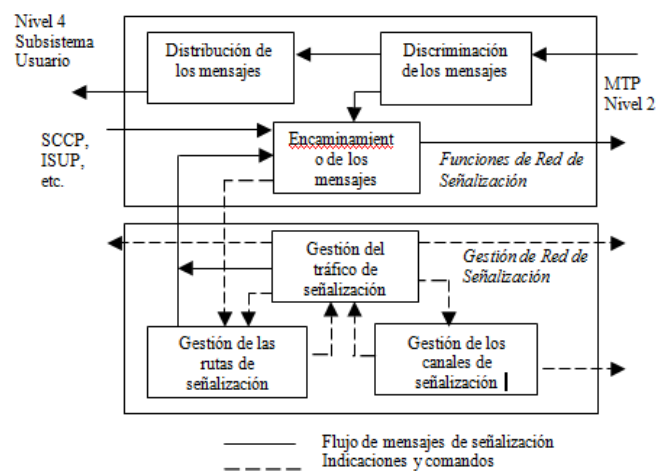 Nivel 4
Subsistema
Usuario
Distribución de
los mensajes
Discriminación
de los mensajes
MTP
Nivel 2
SCCP,
ISUP,
etc.
Encaminamient
o de los
mensajes
Funciones de Red de
Señalización
Gestión del
tráfico de
señalización
Gestión de Red de
Señalización
Gestión de las
rutas de
señalización
Gestión de los
canales de
señalización
Flujo de mensajes de señalización
Indicaciones y comandos